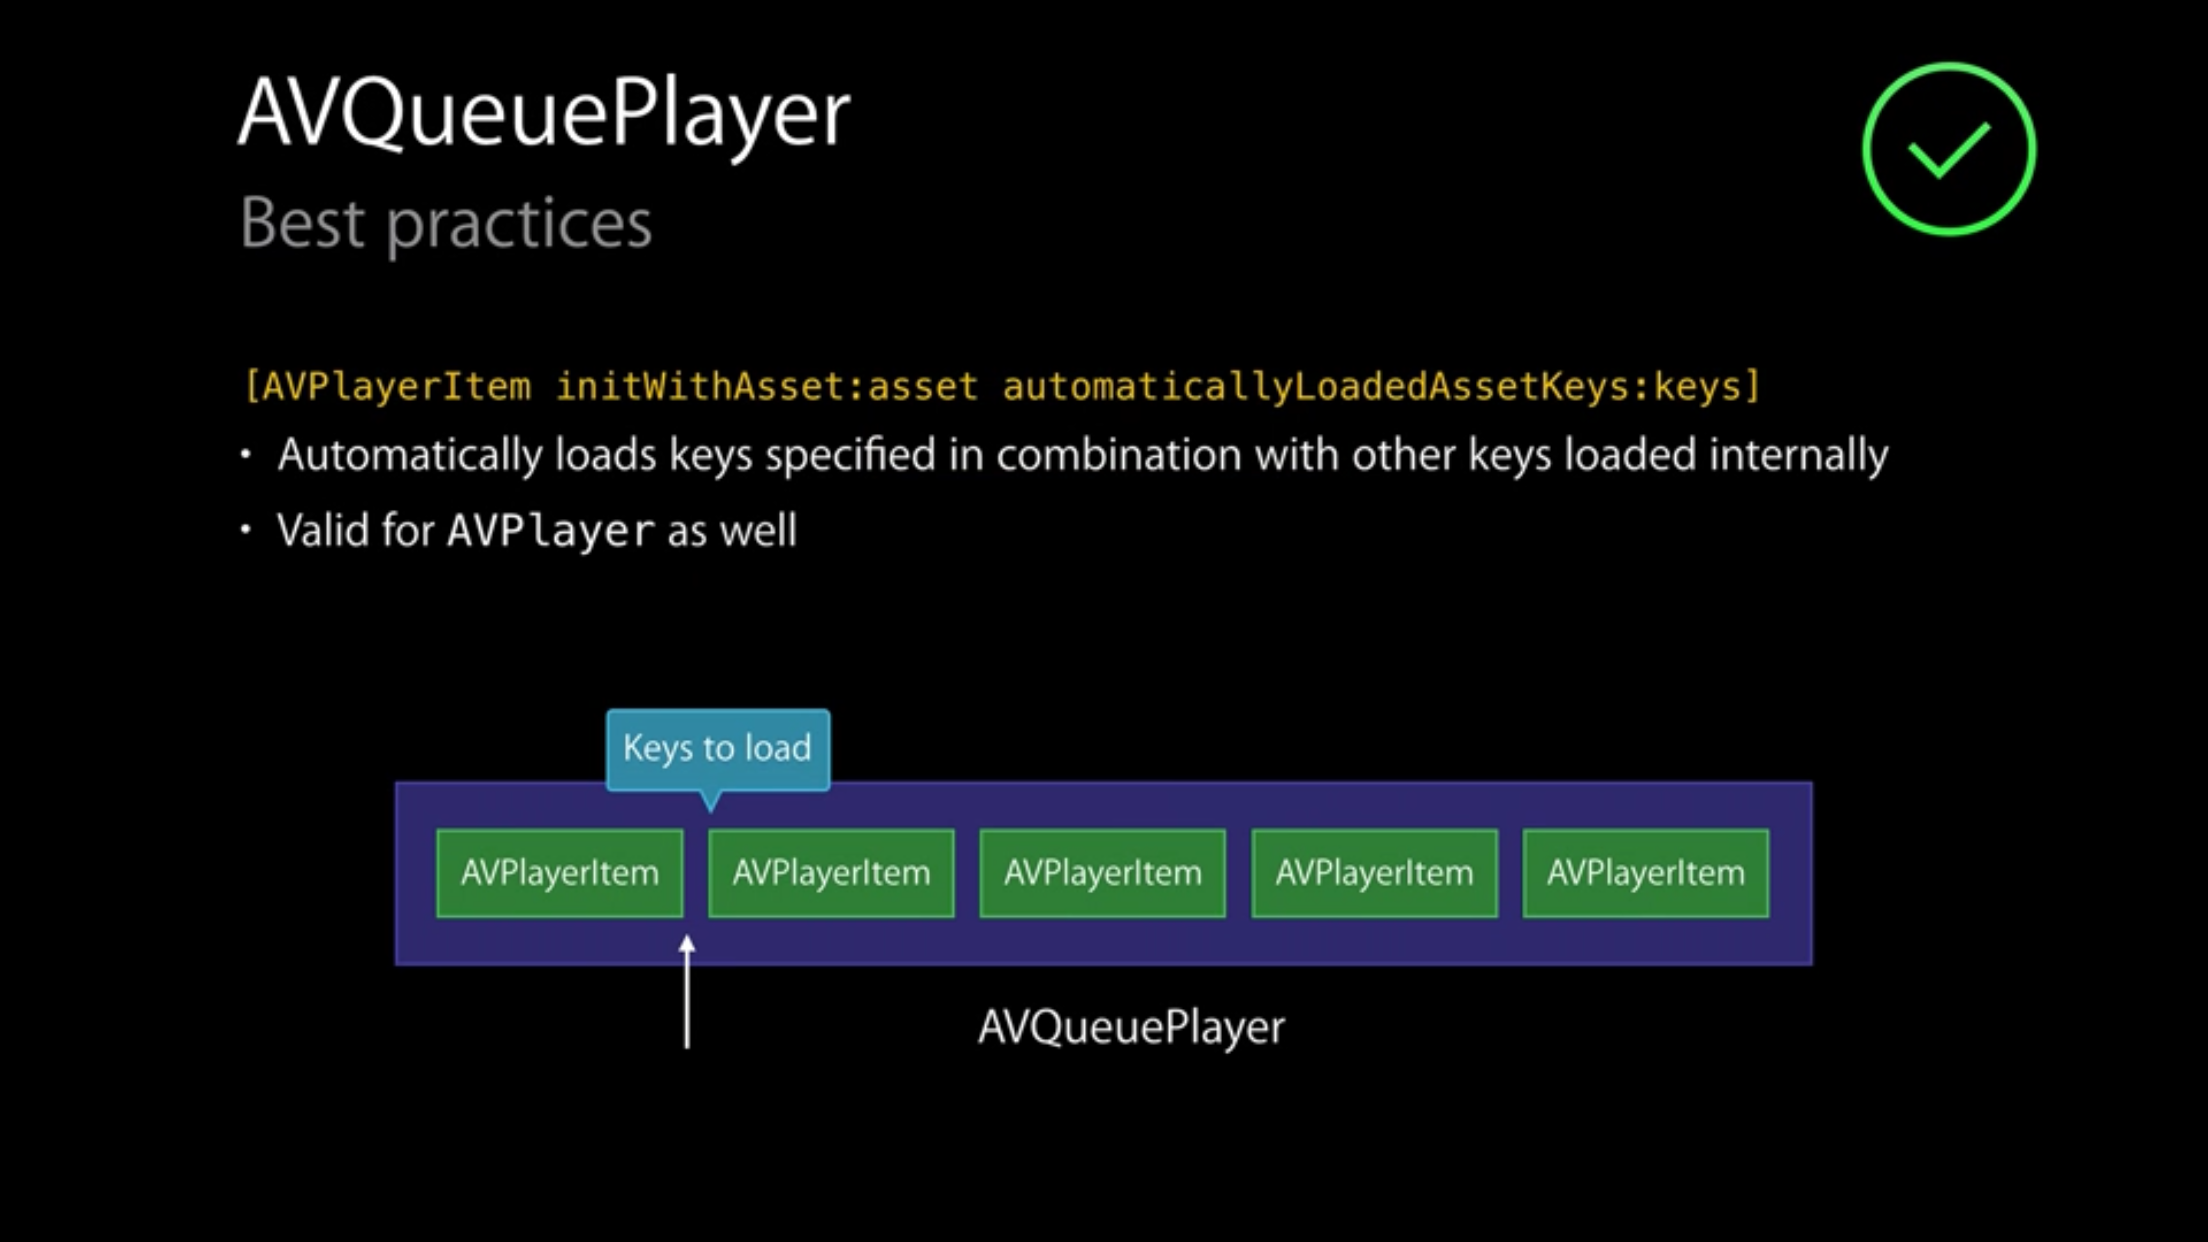 AVQueuePlayer
Best practices
[AVPlayerItem initWithAsset:asset automaticallyLoadedAssetKeys:keys]
• Automatically loads keys specified in combination with other keys loaded internally
• Valid for AVPlayer as well
Keys to load
AVPlayerItem AVPlayerItem AVPlayerItem AVPlayerItem AVPlayerItem
AVQueuePlayer